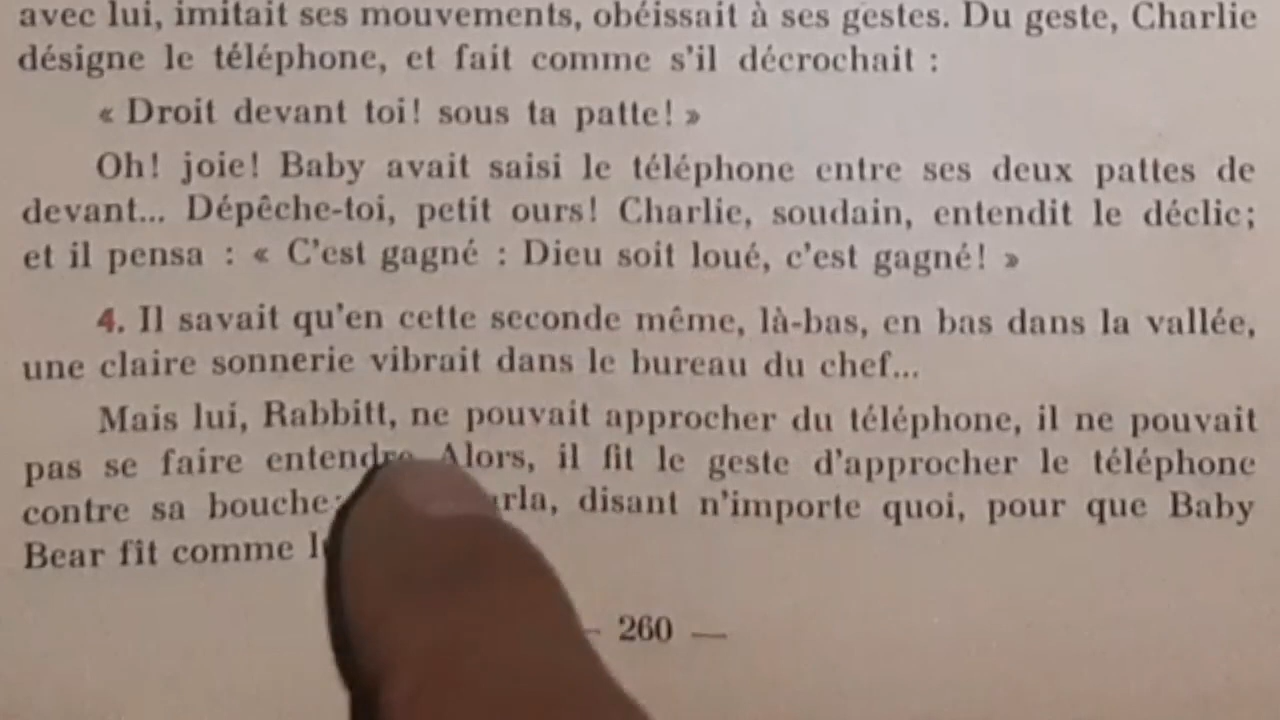 avec lui, imitait ses mouvements, obéissait à ses gestes. Du geste, Charlie
désigne le téléphone, et fait comme s'il décrochait :
« Droit devant toi! sous ta patte! »
Oh! joie! Baby avait saisi le téléphone entre ses deux pattes de
devant... Dépêche-toi, petit ours! Charlie, soudain, entendit le déclic;
et il pensa : « C'est gagné : Dieu soit loué, c'est gagné! »
4. Il savait qu'en cette seconde même, là-bas, en bas dans la vallée,
une claire sonnerie vibrait dans le bureau du chef...
Mais lui, Rabbitt, ne pouvait approcher du téléphone, il ne pouvait
pas se faire entendre Alors, il fit le geste d'approcher le téléphone
contre sa bouche disant n'importe quoi, pour que Baby
Bear fît comme
— 260 —